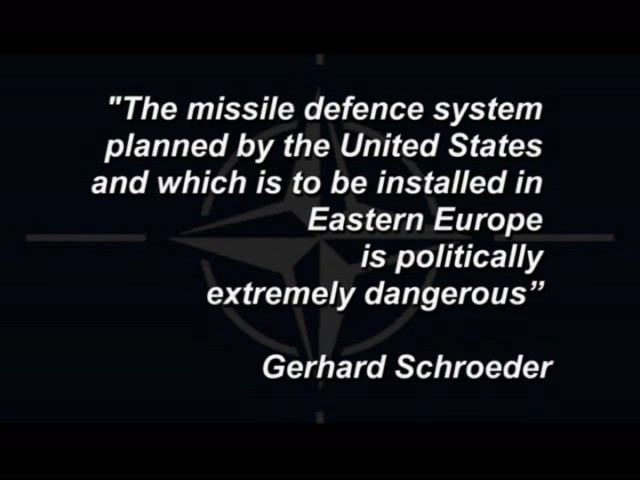 "The missile defence system
planned by the United States
and which is to be installed in
Eastern Europe
is politically
extremely dangerous”
Gerhard Schroeder